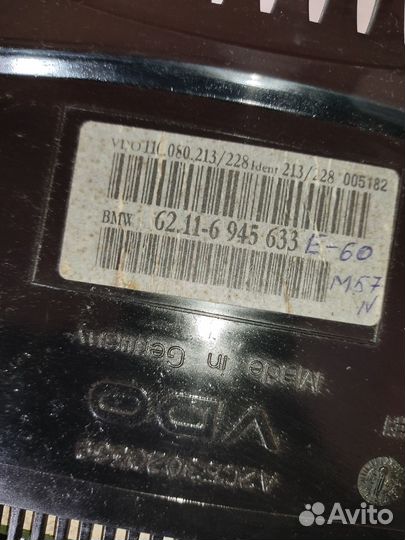 VDO 110.080.213/228 Ident 213/228 005182
BMW 62.11-6 945 633 E-60
M57
N
Made in Germany
VDO
Avito